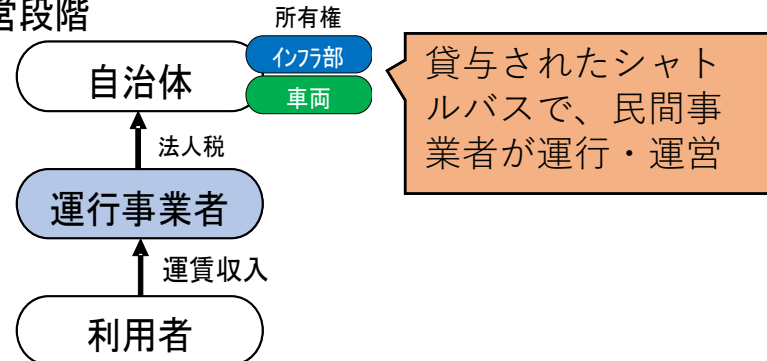 営段階
所有権
インフラ部
自治体
車両
貸与されたシャト
ルバスで、民間事
業者が運行・運営
法人税
運行事業者
運賃収入
利用者